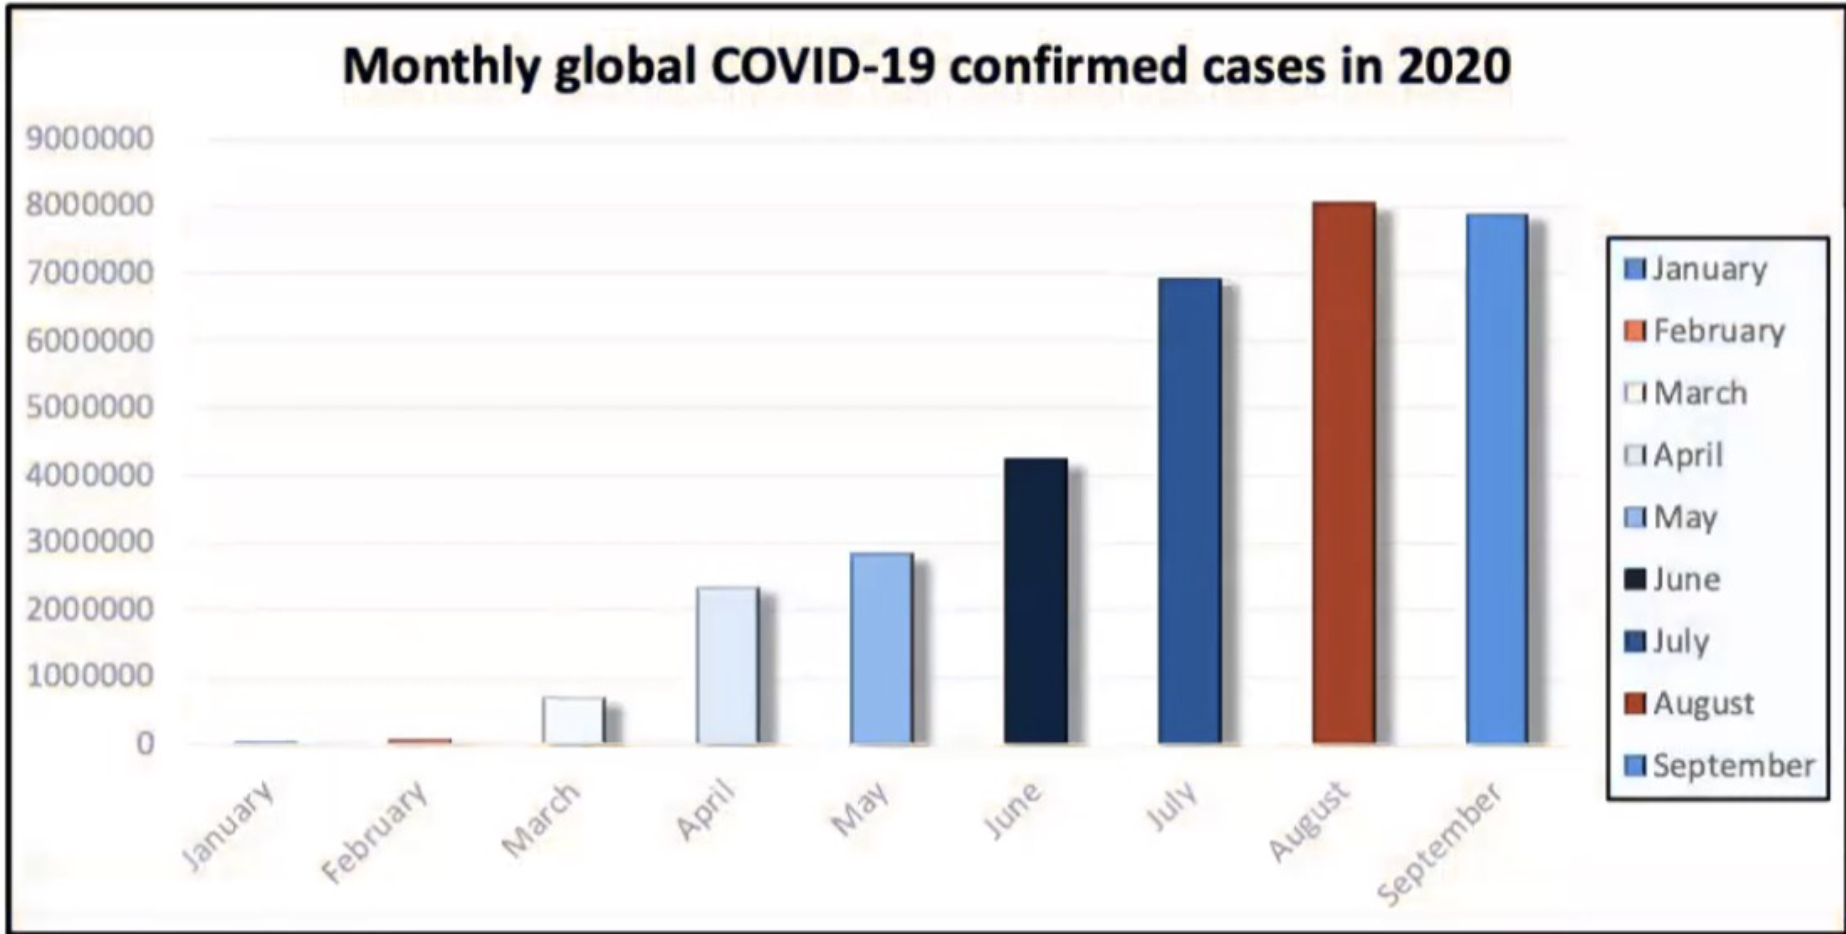 Monthly global COVID-19 confirmed cases in 2020
9000000
8000000
7000000
6000000
5000000
4000000
3000000
2000000
1000000
0
January
February
March
April
May
June
July
August
September
January
February
March
April
May
June
July
August
September